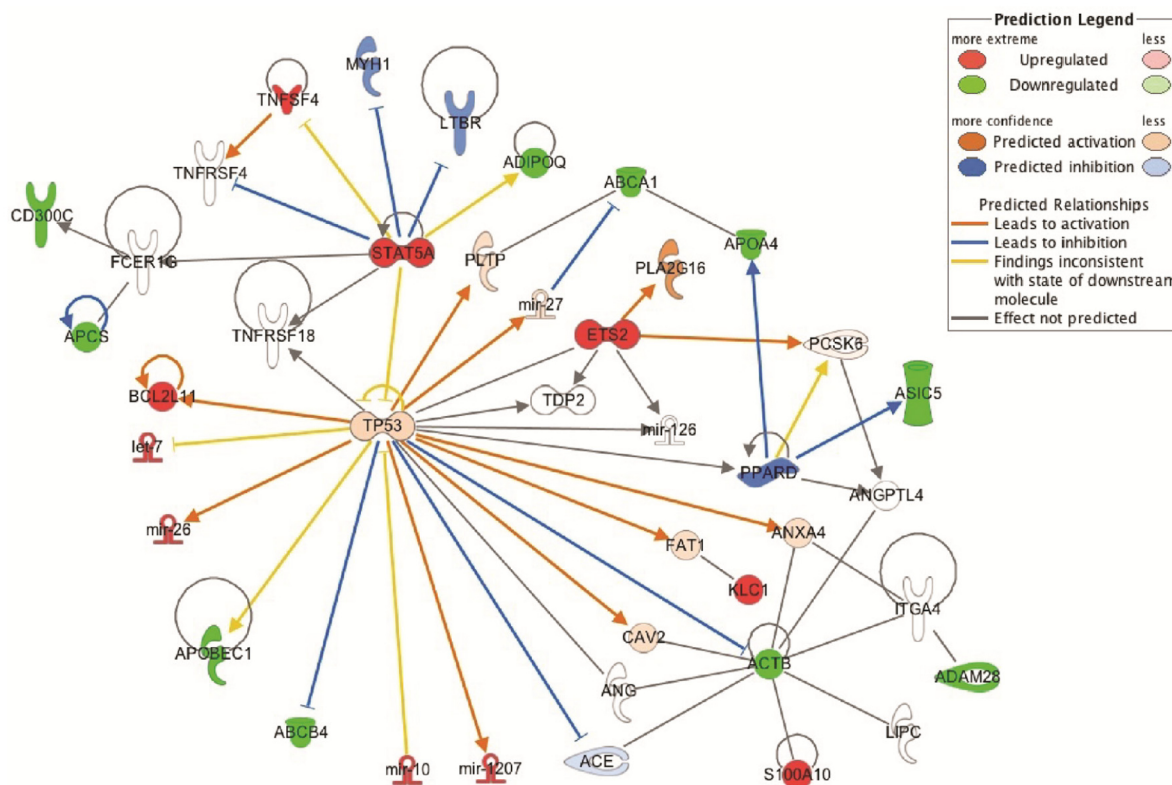 Prediction Legend
more extreme less
Upregulated
Downregulated
more confidence less
Predicted activation
Predicted inhibition
Predicted Relationships
Leads to activation
Leads to inhibition
Findings inconsistent
with state of downstream
molecule
Effect not predicted
MYH1
TNFSF4
LTBR
TNFRSF4
ADIPOQ
ABCA1
CD300C
STAT5A
APOA4
FCER1G
PLTP
PLA2G16
mir-27
APCS
TNFRSF18
ETS2
PCSK6
BCL2L11
ASIC5
TDP2
TP53
mir-126
let-7
PPARD
ANGPTL4
mir-26
FAT1
ANXA4
KLC1
ITGA4
CAV2
APOBEC1
ACTB
ADAM28
ANG
ABCB4
LIPC
ACE
mir-10
mir-1207
S100A10